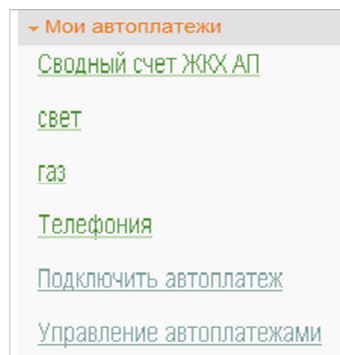 Мои автоплатежи
Сводный счет ЖКХ АП
свет
газ
Телефония
Подключить автоплатеж
Управление автоплатежами